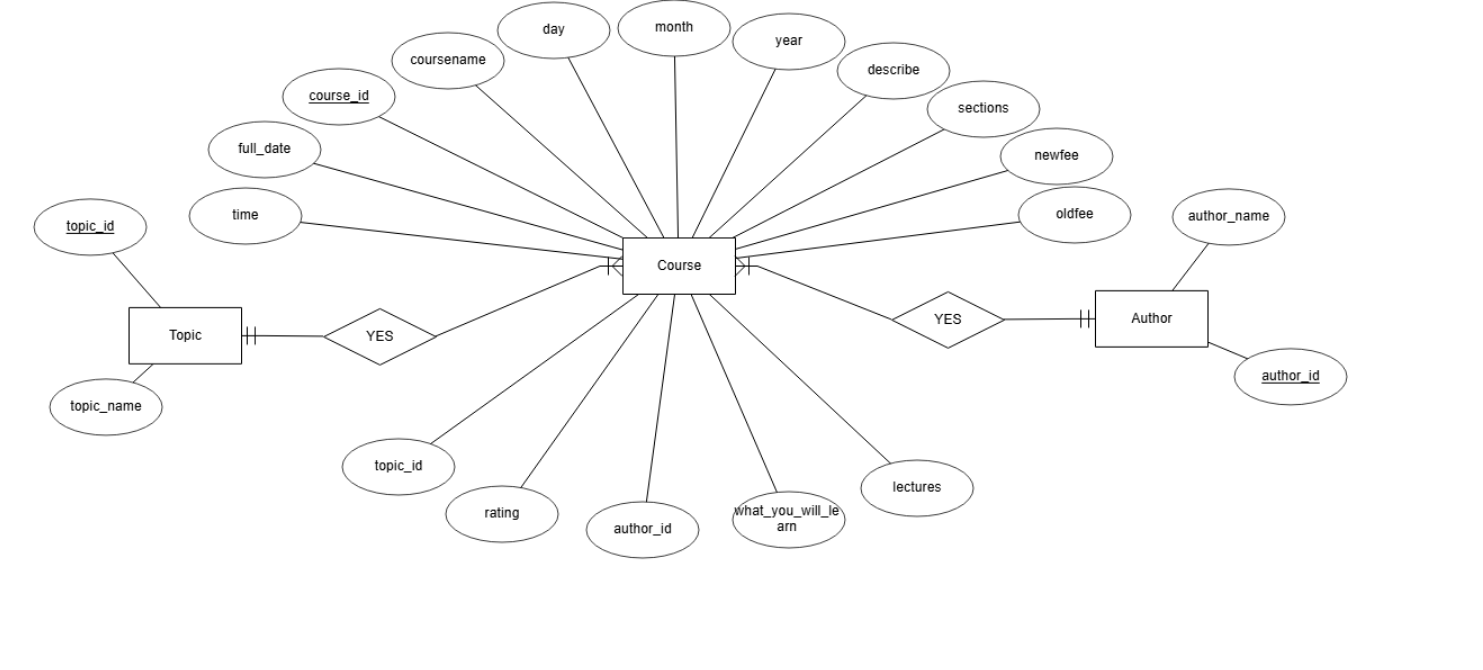 day
month
year
coursename
describe
course_id
sections
full_date
newfee
time
oldfee
author_name
topic_id
Course
Topic
YES
YES
Author
topic_name
author_id
topic_id
rating
author_id
what_you_will_le
arn
lectures